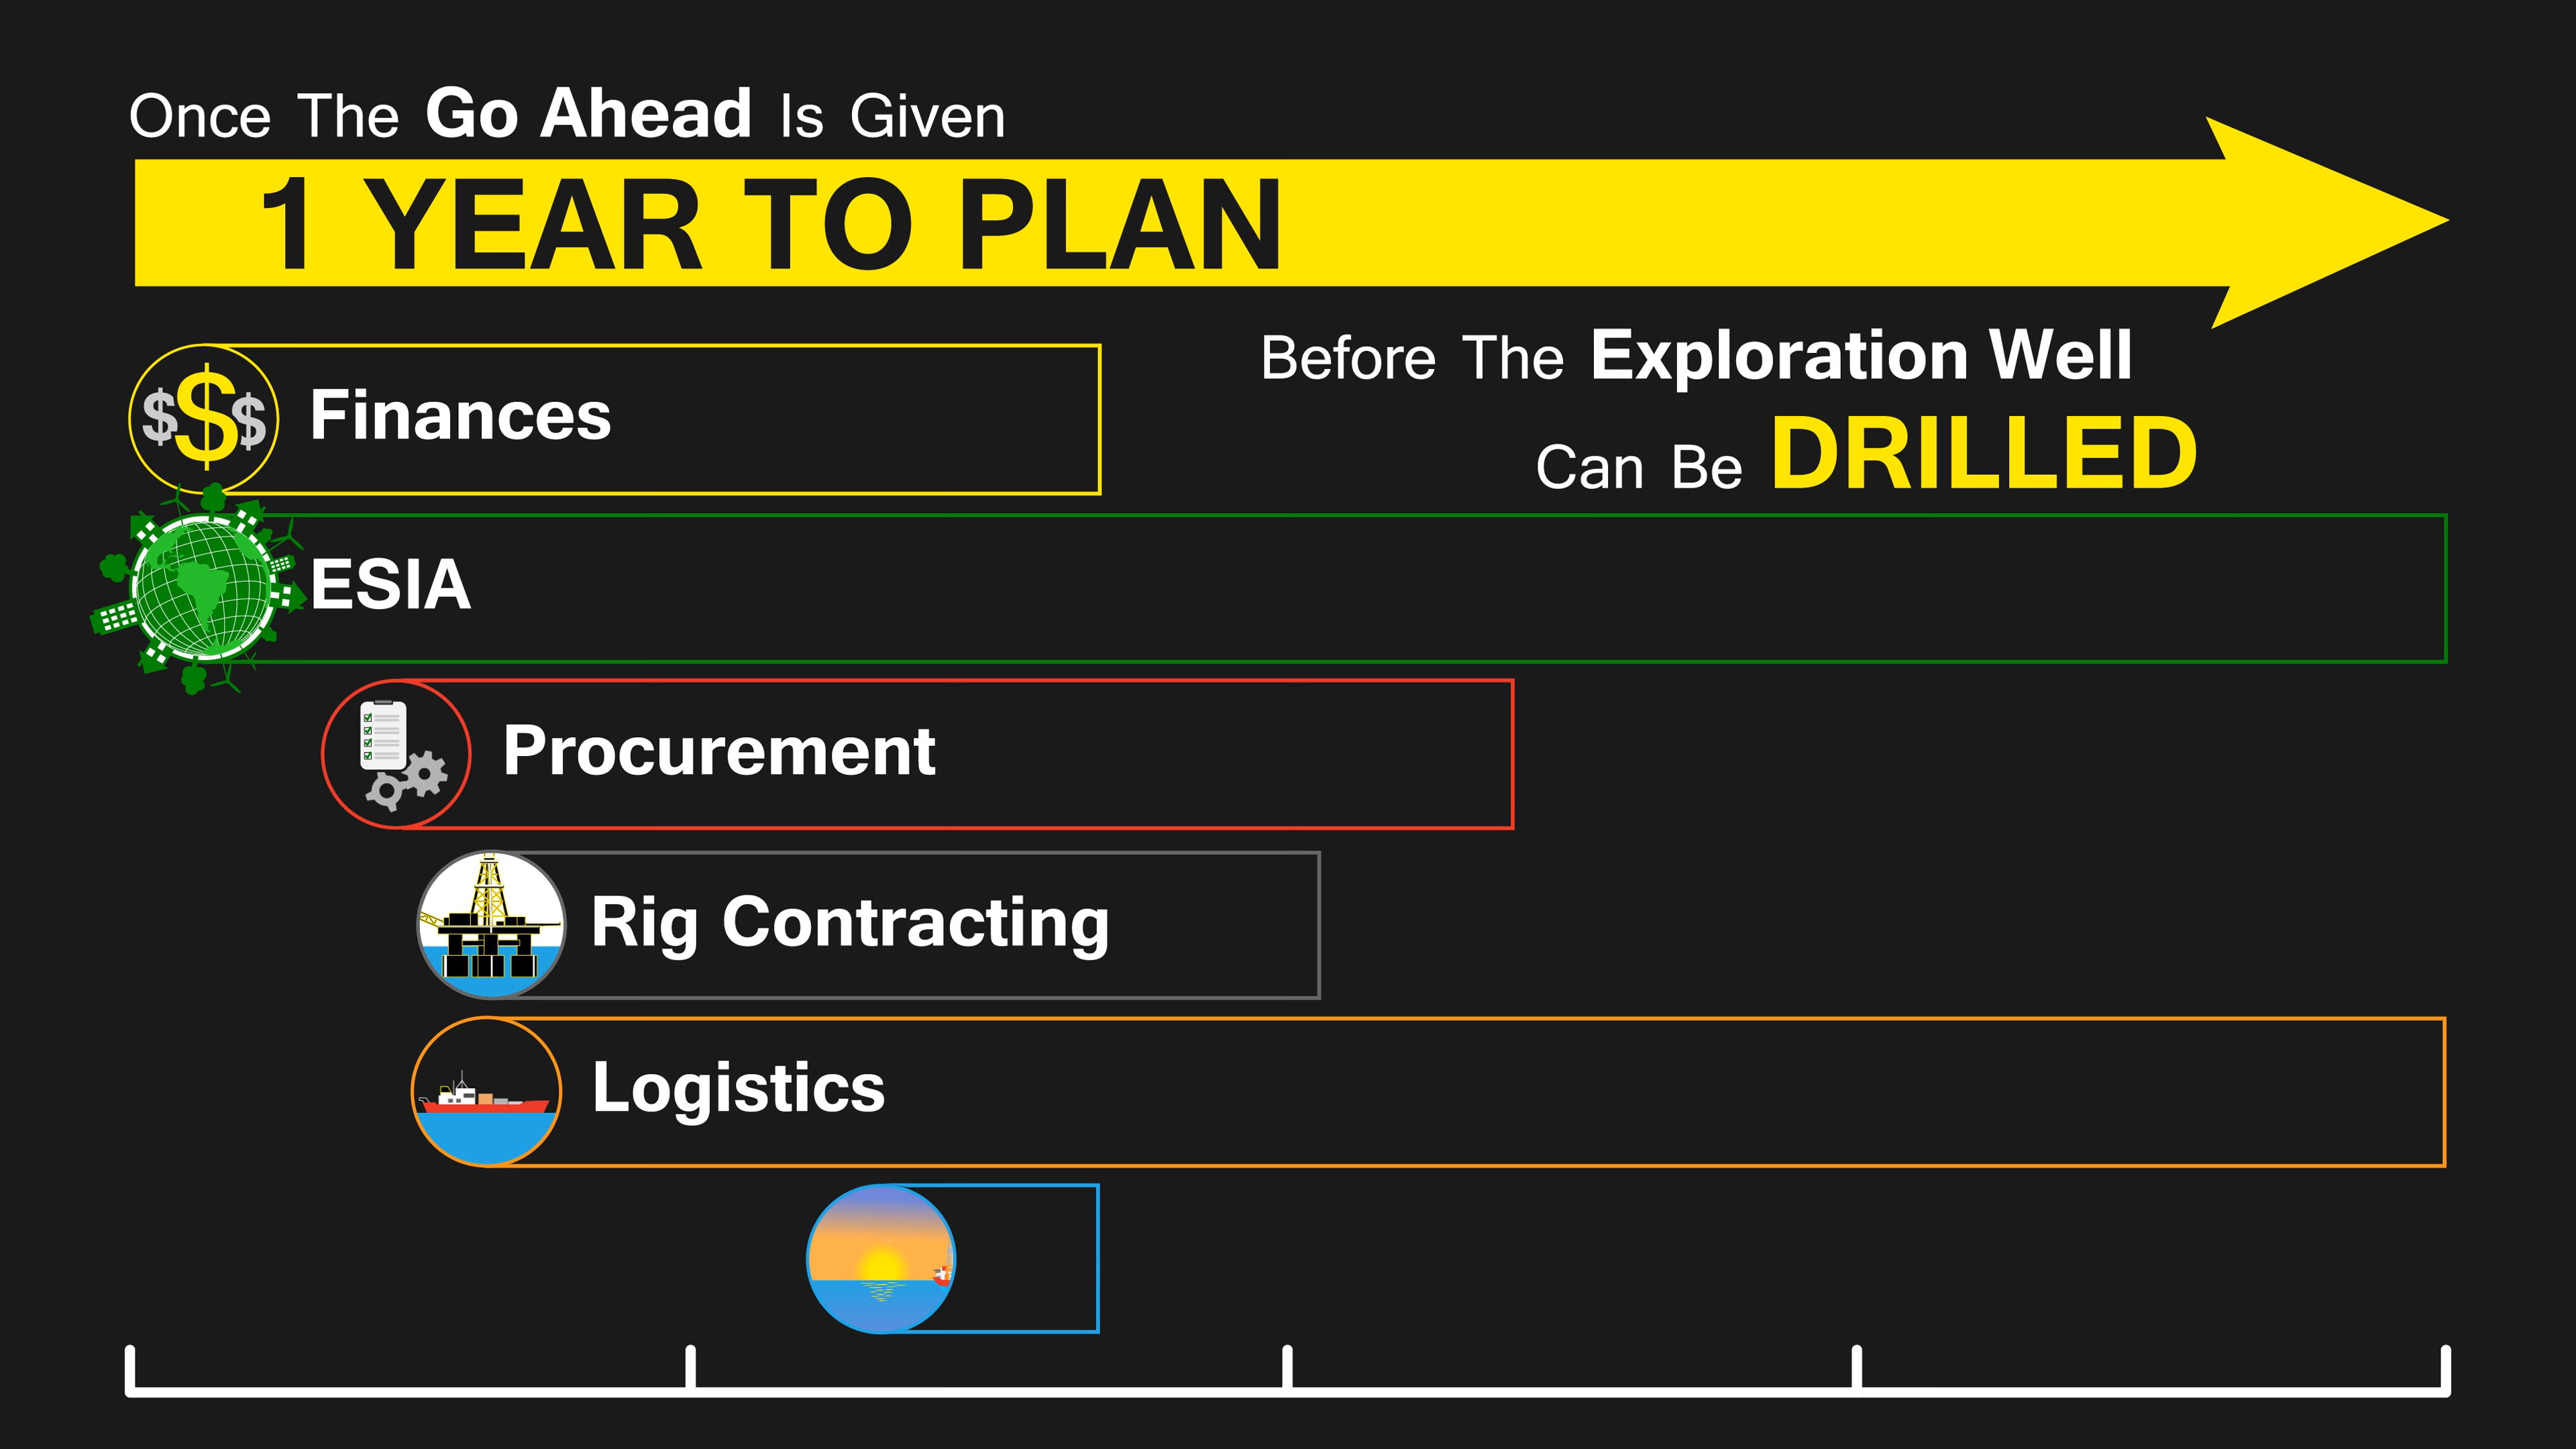 Once The Go Ahead Is Given
1 YEAR TO PLAN
Before The Exploration Well
Can Be DRILLED
$ $ $
Finances
ESIA
Procurement
Rig Contracting
Logistics